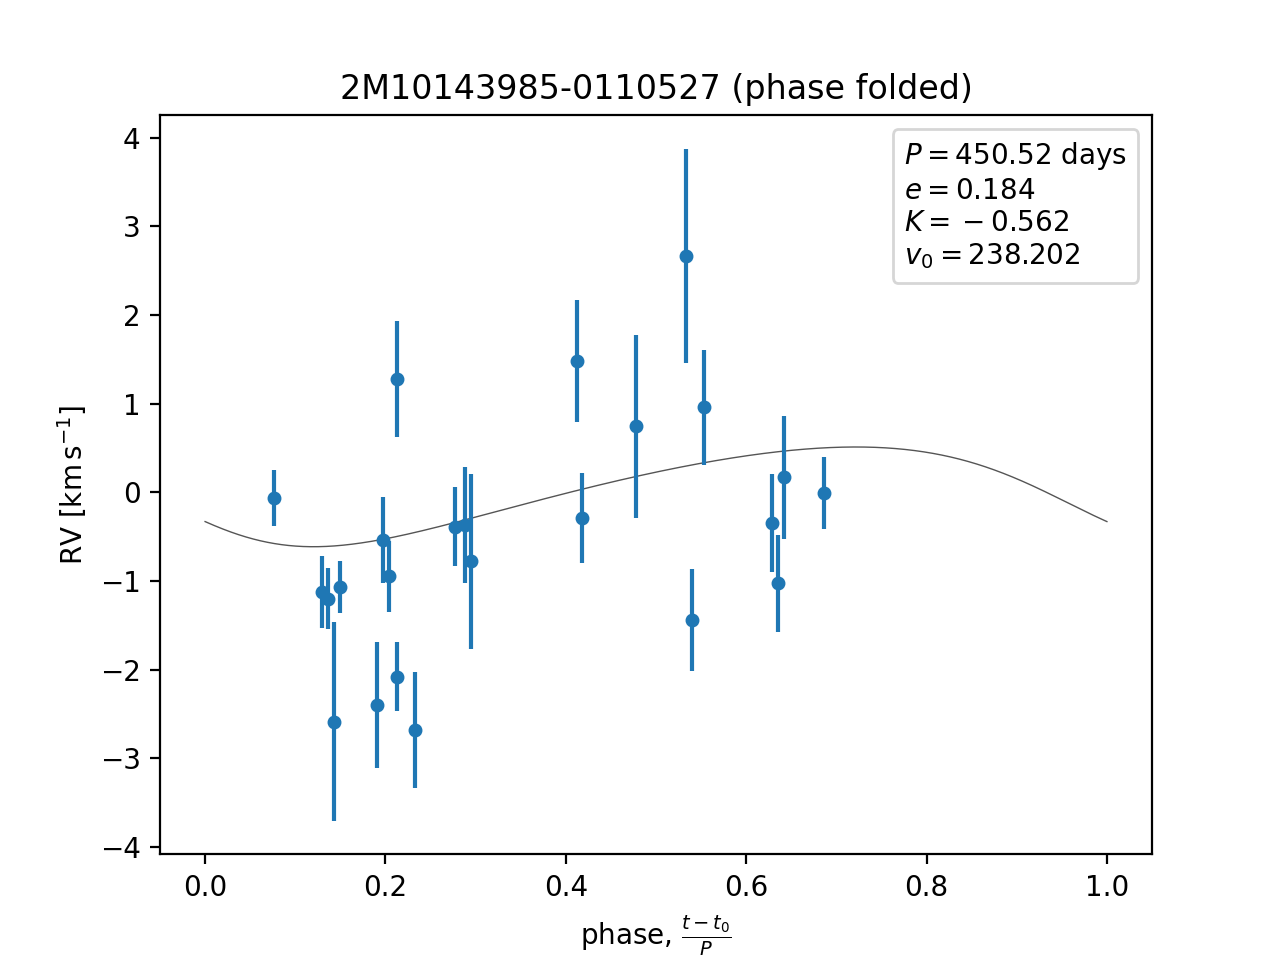 2M10143985-0110527 (phase folded)
P = 450.52 days
e = 0.184
K = −0.562
v₀ = 238.202
4
3
2
1
0
−1
−2
−3
−4
RV [km s⁻¹]
0.0 0.2 0.4 0.6 0.8 1.0
phase, (t − t₀)/P